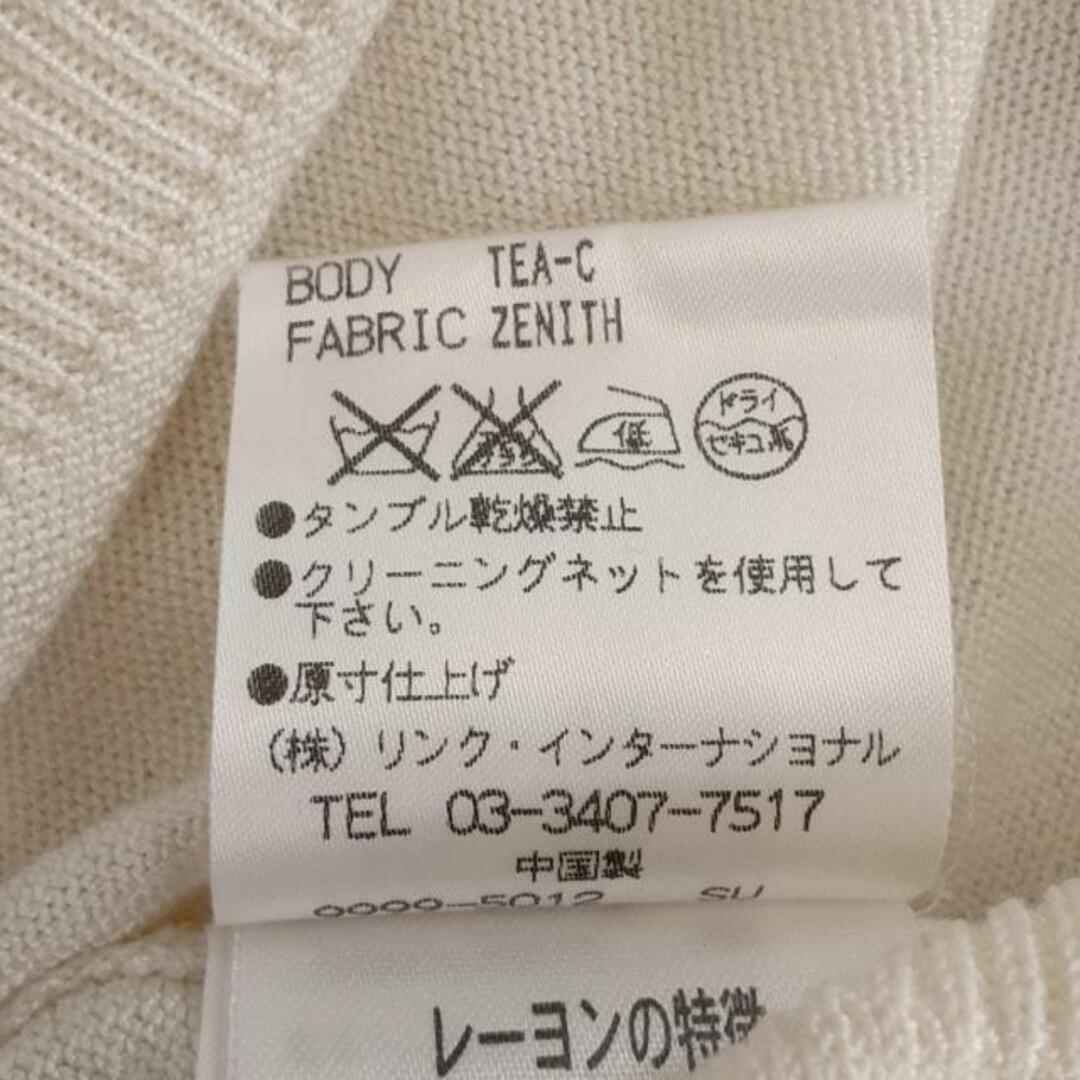 BODY TEA-C
FABRIC ZENITH
低 ドライ
セキユ系
●タンブル乾燥禁止
●クリーニングネットを使用して
下さい。
●原寸仕上げ
(株)リンク・インターナショナル
TEL 03-3407-7517
中国製
9999-5012 SU
レーヨンの特徴